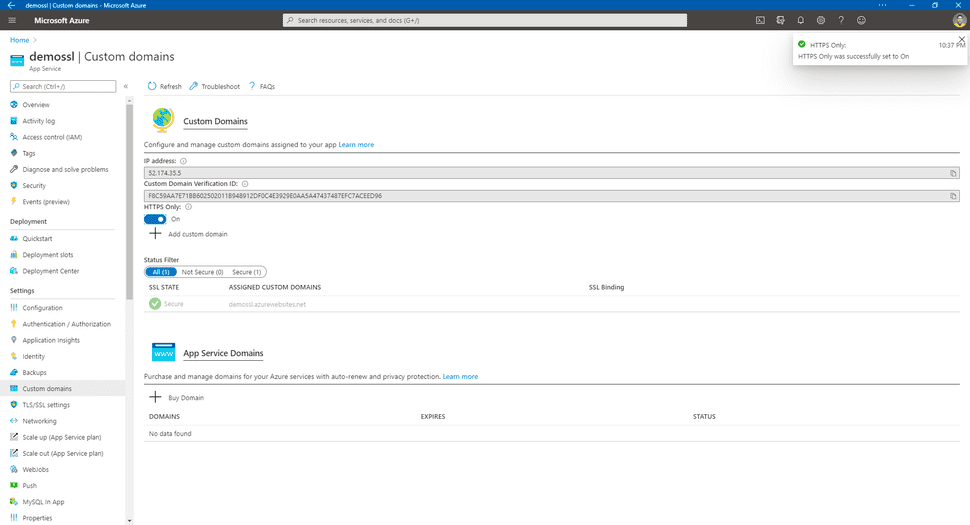 demossl | Custom domains - Microsoft Azure
Microsoft Azure
Search resources, services, and docs (G+/)
HTTPS Only:
10:37 PM
HTTPS Only was successfully set to On
Home >
demossl | Custom domains
App Service
Search (Ctrl+/)
Refresh
Troubleshoot
FAQs
Overview
Activity log
Access control (IAM)
Tags
Diagnose and solve problems
Security
Events (preview)
Deployment
Quickstart
Deployment slots
Deployment Center
Settings
Configuration
Authentication / Authorization
Application Insights
Identity
Backups
Custom domains
TLS/SSL settings
Networking
Scale up (App Service plan)
Scale out (App Service plan)
WebJobs
Push
MySQL In App
Properties
Custom Domains
Configure and manage custom domains assigned to your app Learn more
IP address:
52.174.35.5
Custom Domain Verification ID:
F8C59AA7E71BB602502011B948912DF0C4E3929E0AA5A47437487EFC7ACEED96
HTTPS Only:
On
Add custom domain
Status Filter
All (1)
Not Secure (0)
Secure (1)
SSL STATE
ASSIGNED CUSTOM DOMAINS
SSL Binding
Secure
demossl.azurewebsites.net
www
App Service Domains
Purchase and manage domains for your Azure services with auto-renew and privacy protection. Learn more
Buy Domain
DOMAINS
EXPIRES
STATUS
No data found